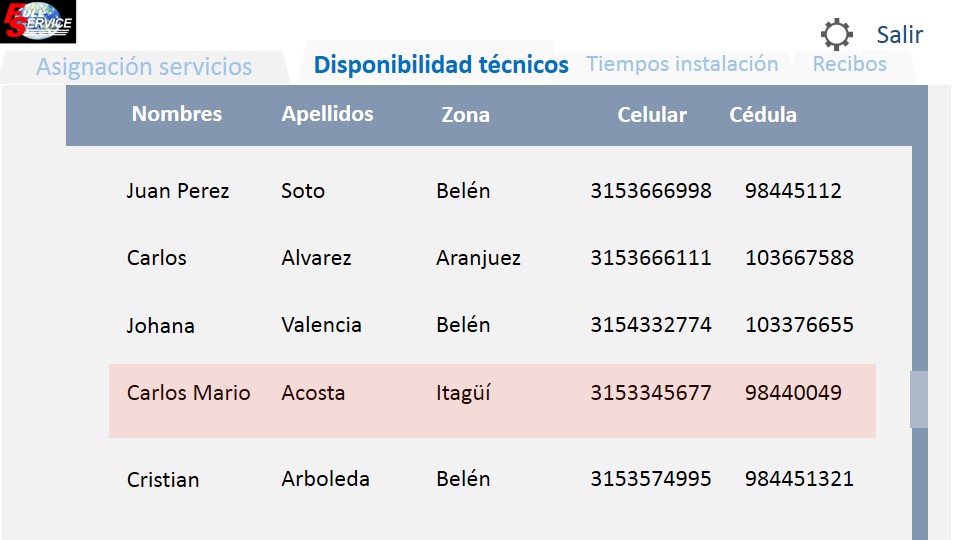 FULL SERVICE
Salir
Asignación servicios Disponibilidad técnicos Tiempos instalación Recibos
Nombres Apellidos Zona Celular Cédula
Juan Perez Soto Belén 3153666998 98445112
Carlos Alvarez Aranjuez 3153666111 103667588
Johana Valencia Belén 3154332774 103376655
Carlos Mario Acosta Itagüí 3153345677 98440049
Cristian Arboleda Belén 3153574995 984451321